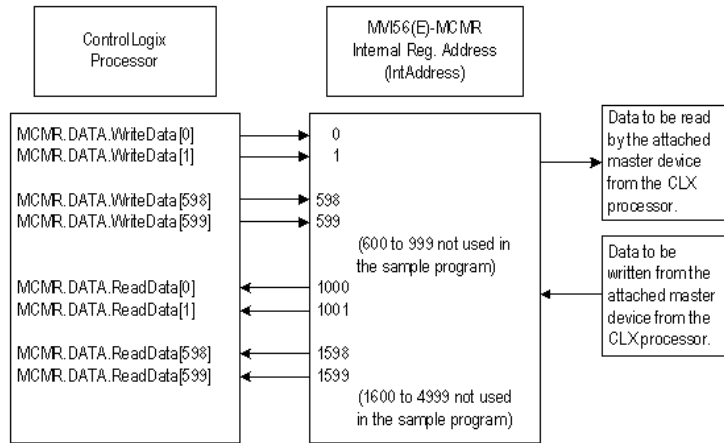 ControlLogix
Processor
MVI56(E)-MCMR
Internal Reg. Address
(IntAddress)
MCMR.DATA.WriteData[0]
0
MCMR.DATA.WriteData[1]
1
MCMR.DATA.WriteData[598]
598
MCMR.DATA.WriteData[599]
599
(600 to 999 not used in
the sample program)
MCMR.DATA.ReadData[0]
1000
MCMR.DATA.ReadData[1]
1001
MCMR.DATA.ReadData[598]
1598
MCMR.DATA.ReadData[599]
1599
(1600 to 4999 not used
in the sample program)
Data to be read
by the attached
master device
from the CLX
processor.
Data to be
written from the
attached master
device from the
CLX processor.